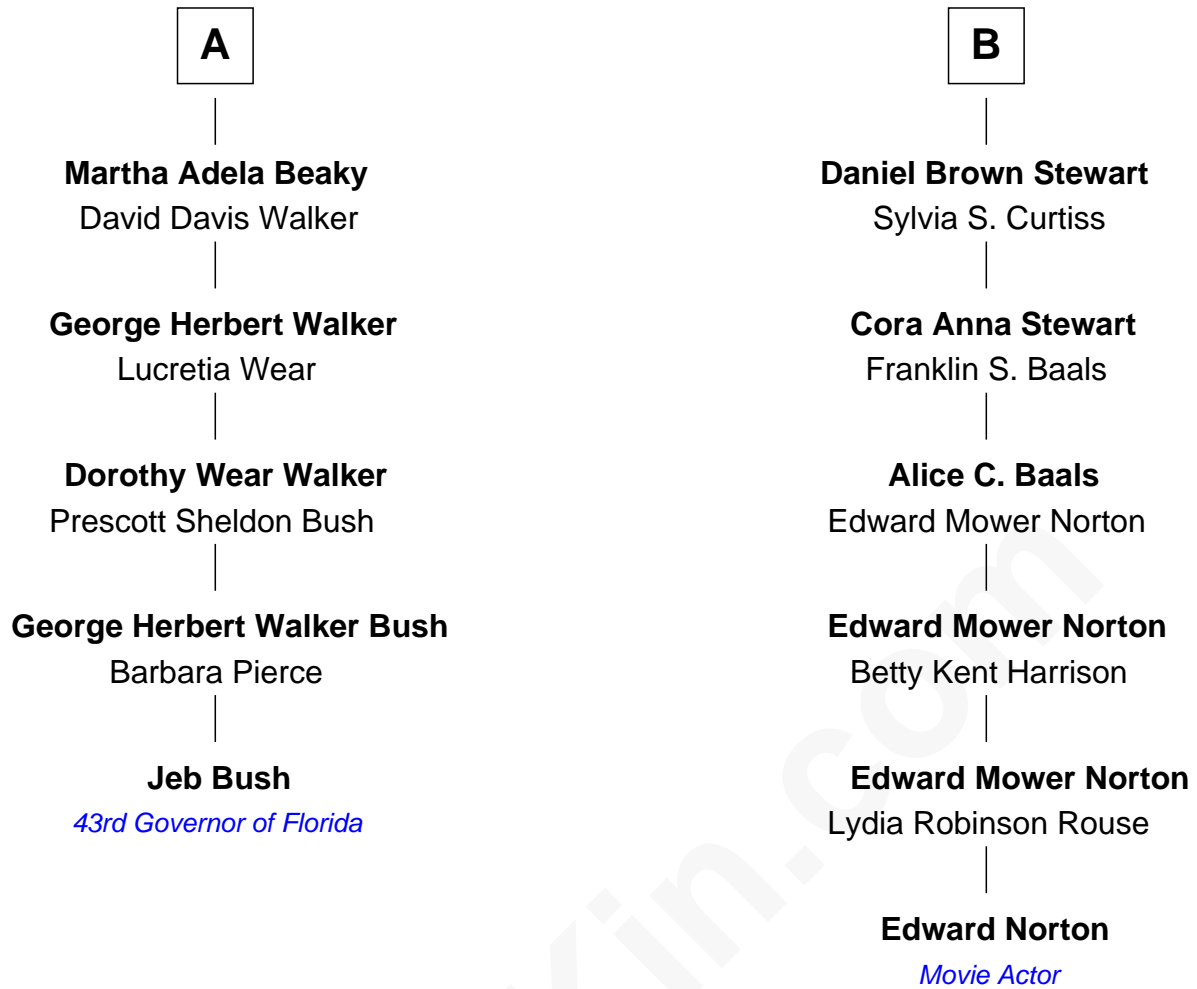 A
Martha Adela Beaky
David Davis Walker
George Herbert Walker
Lucretia Wear
Dorothy Wear Walker
Prescott Sheldon Bush
George Herbert Walker Bush
Barbara Pierce
Jeb Bush
43rd Governor of Florida
B
Daniel Brown Stewart
Sylvia S. Curtiss
Cora Anna Stewart
Franklin S. Baals
Alice C. Baals
Edward Mower Norton
Edward Mower Norton
Betty Kent Harrison
Edward Mower Norton
Lydia Robinson Rouse
Edward Norton
Movie Actor